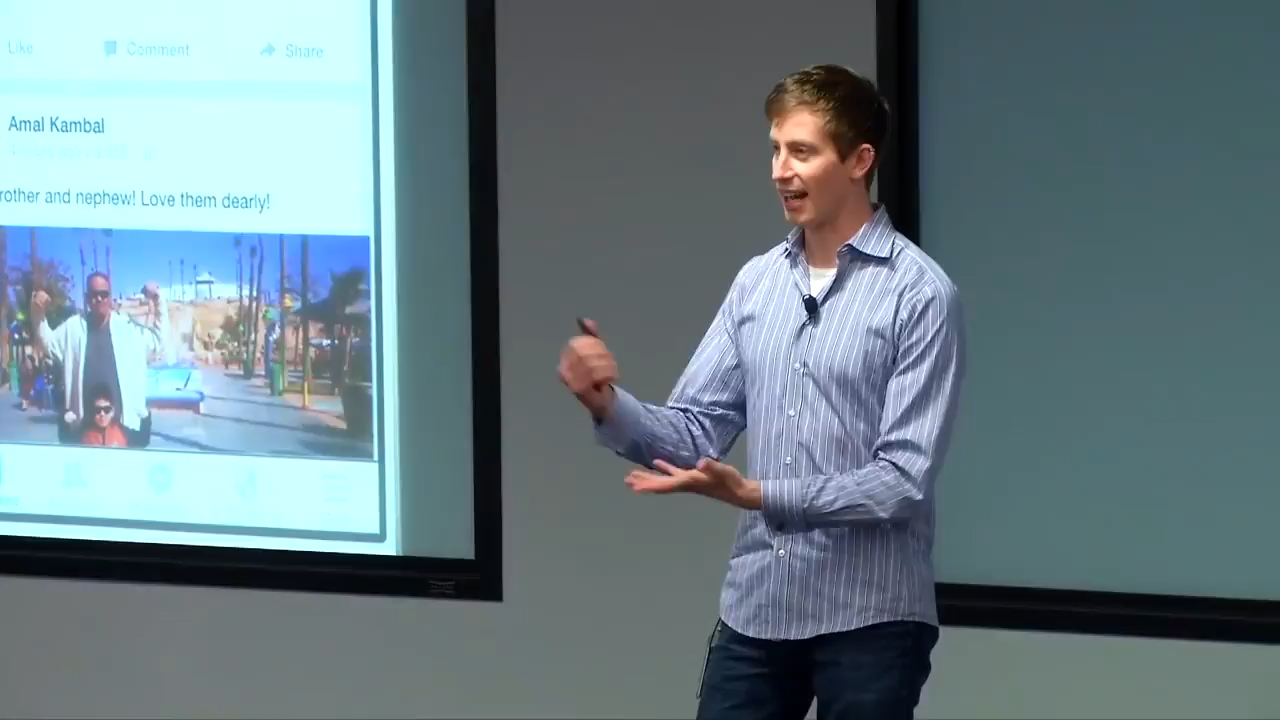 Like Comment Share
Amal Kambal
rother and nephew! Love them dearly!